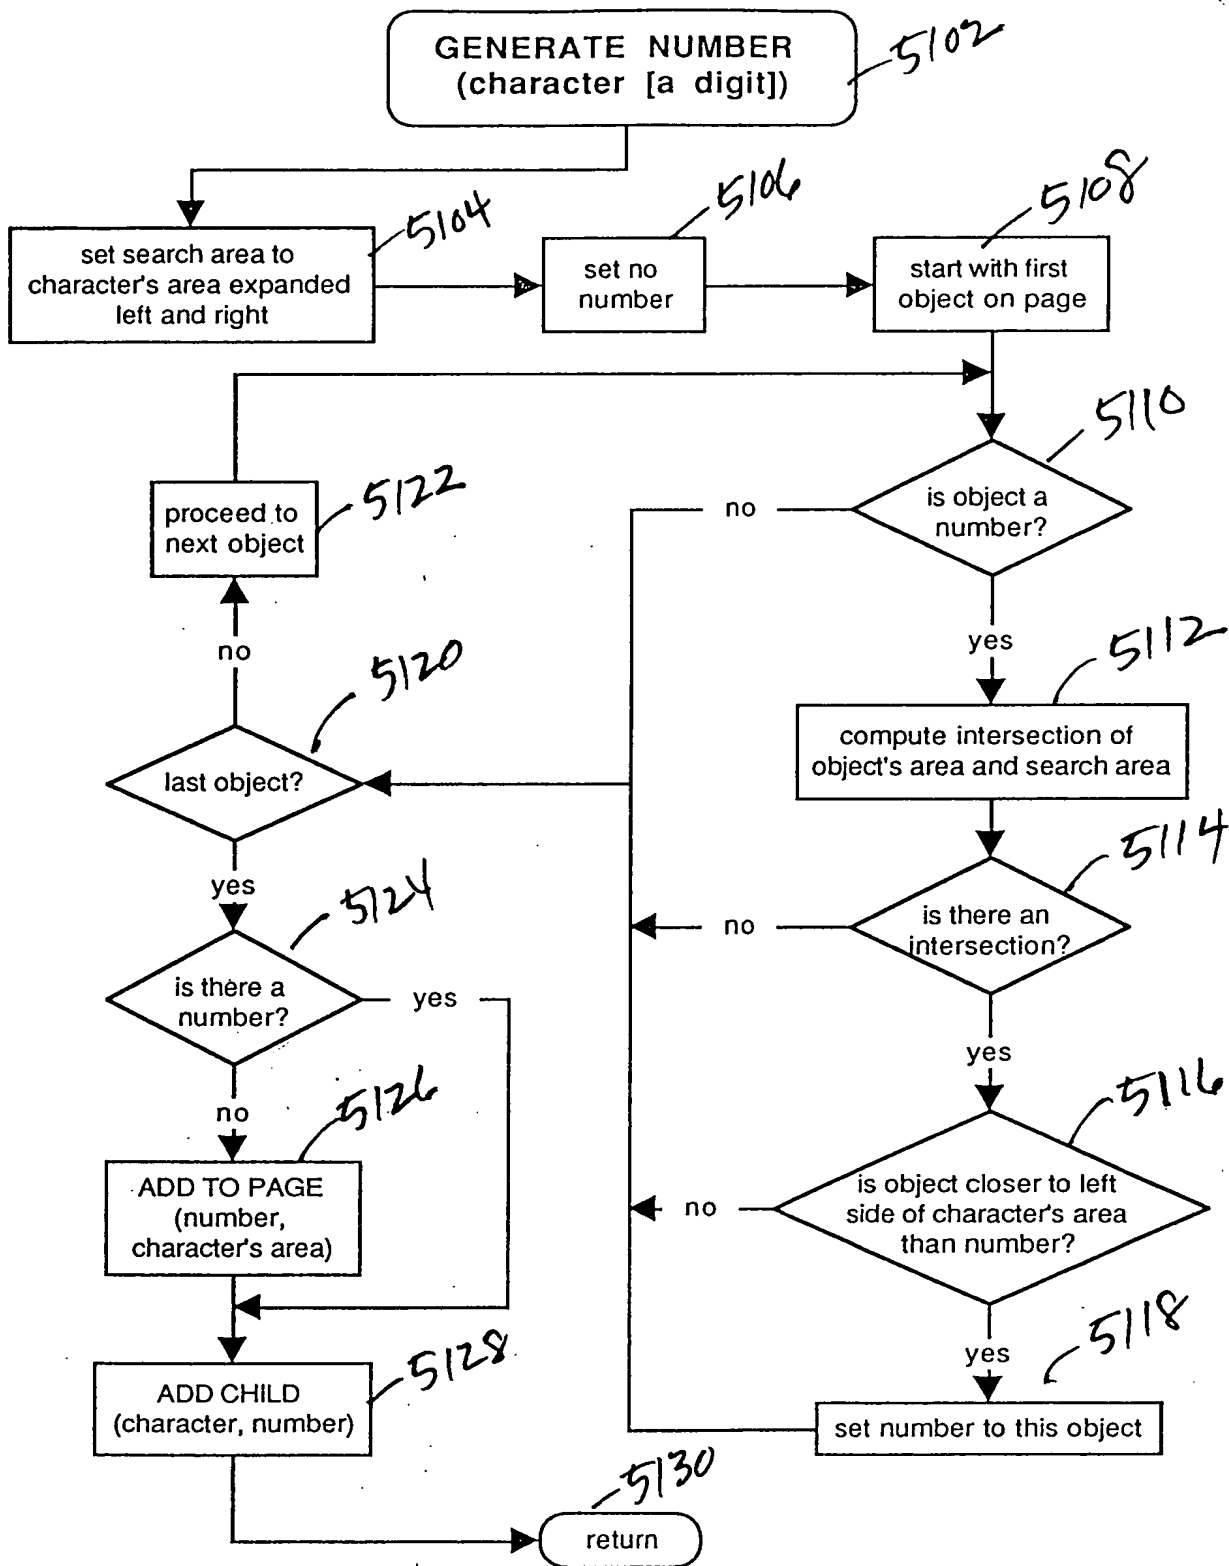 GENERATE NUMBER
(character [a digit])
5102
set search area to
character's area expanded
left and right
5104
set no
number
5106
start with first
object on page
5108
is object a
number?
5110
no
yes
proceed to
next object
5122
no
compute intersection of
object's area and search area
5112
last object?
5120
yes
is there an
intersection?
5114
no
yes
is there a
number?
5124
yes
no
is object closer to left
side of character's area
than number?
5116
no
yes
ADD TO PAGE
(number,
character's area)
5126
set number to this object
5118
ADD CHILD
(character, number)
5128
return
5130